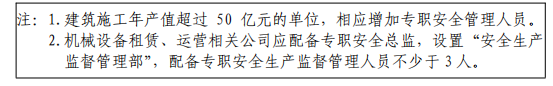 注：1.建筑施工年产值超过 50 亿元的单位，相应增加专职安全管理人员。
2.机械设备租赁、运营相关公司应配备专职安全总监，设置“安全生产
监督管理部”，配备专职安全生产监督管理人员不少于3人。